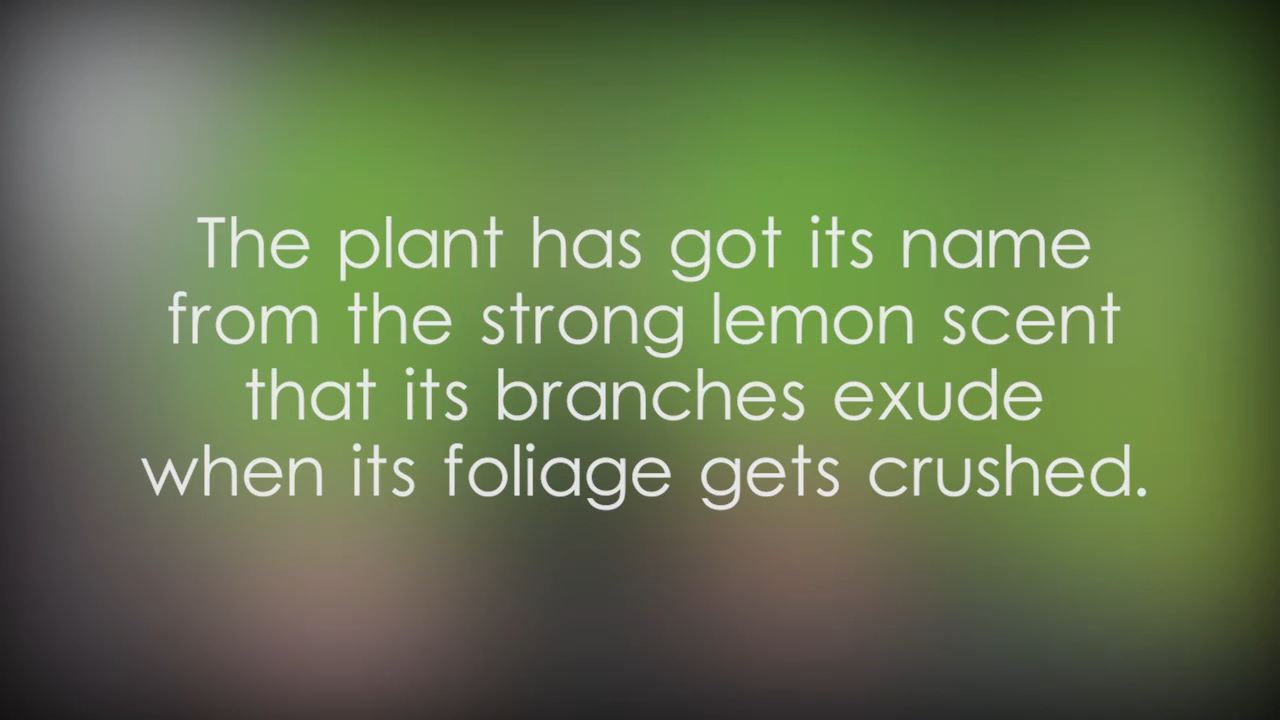 The plant has got its name
from the strong lemon scent
that its branches exude
when its foliage gets crushed.